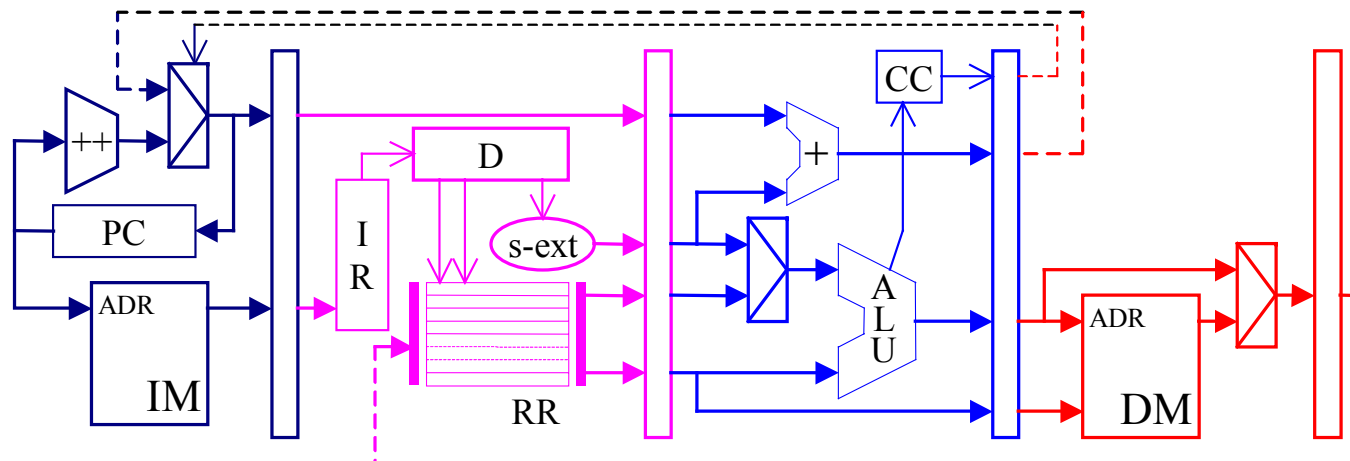 CC
++
D
+
PC
I
R
s-ext
ADR
IM
RR
A
L
U
ADR
DM